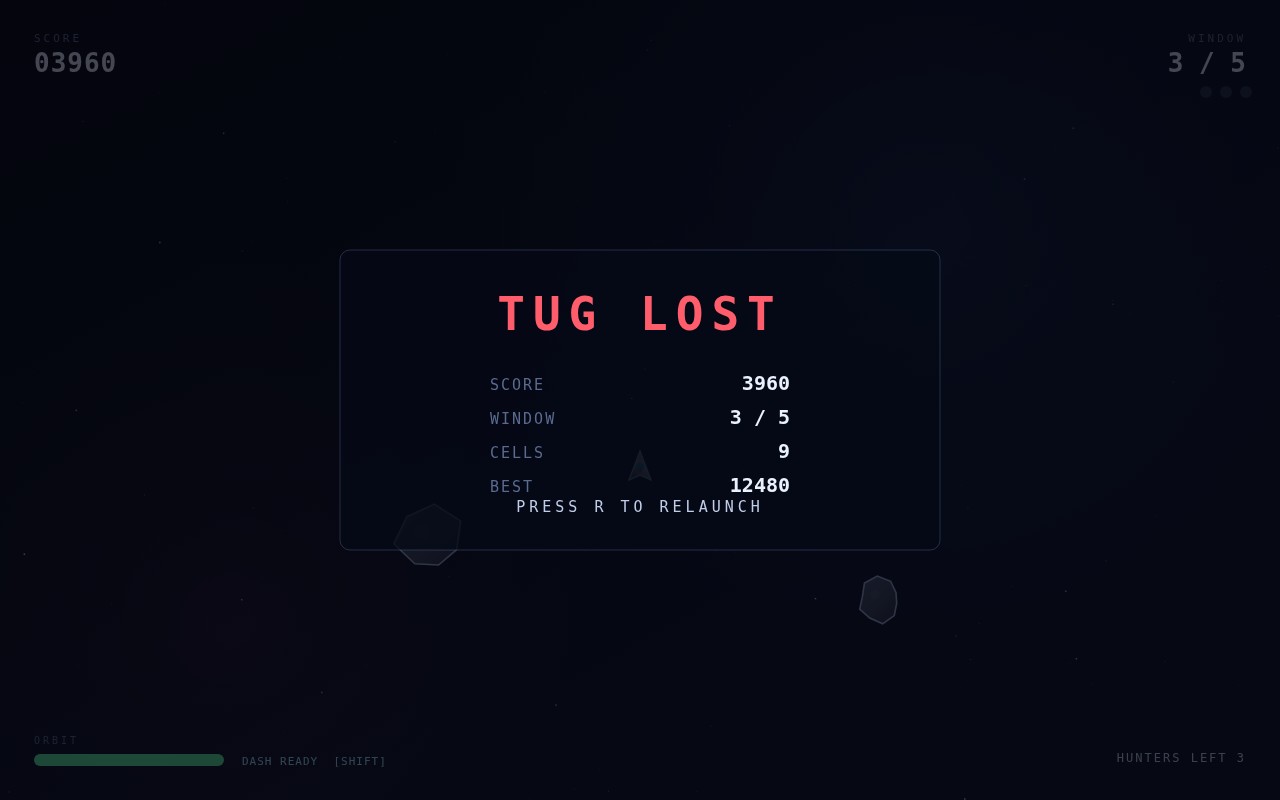 SCORE
03960
WINDOW
3 / 5
TUG LOST
SCORE 3960
WINDOW 3 / 5
CELLS 9
BEST 12480
PRESS R TO RELAUNCH
ORBIT
DASH READY [SHIFT]
HUNTERS LEFT 3